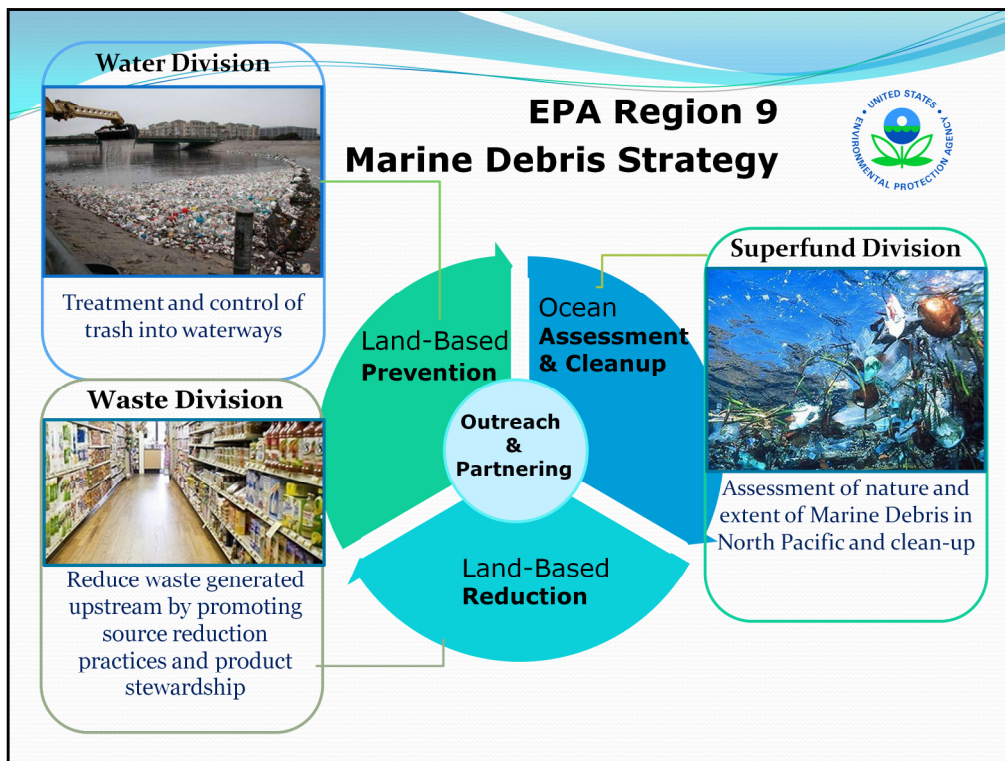 Water Division
Treatment and control of
trash into waterways
EPA Region 9
Marine Debris Strategy
UNITED STATES • ENVIRONMENTAL PROTECTION AGENCY •
Superfund Division
Assessment of nature and
extent of Marine Debris in
North Pacific and clean-up
Land-Based
Prevention
Ocean
Assessment
& Cleanup
Outreach
&
Partnering
Land-Based
Reduction
Waste Division
Reduce waste generated
upstream by promoting
source reduction
practices and product
stewardship